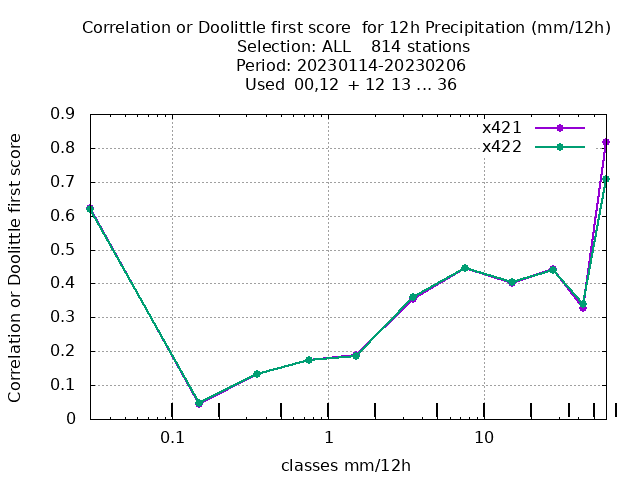 Correlation or Doolittle first score  for 12h Precipitation (mm/12h)
Selection: ALL    814 stations
Period: 20230114-20230206
Used  00,12  + 12 13 ... 36
Correlation or Doolittle first score
0.9
0.8
0.7
0.6
0.5
0.4
0.3
0.2
0.1
0
x421
x422
0.1 1 10
classes mm/12h